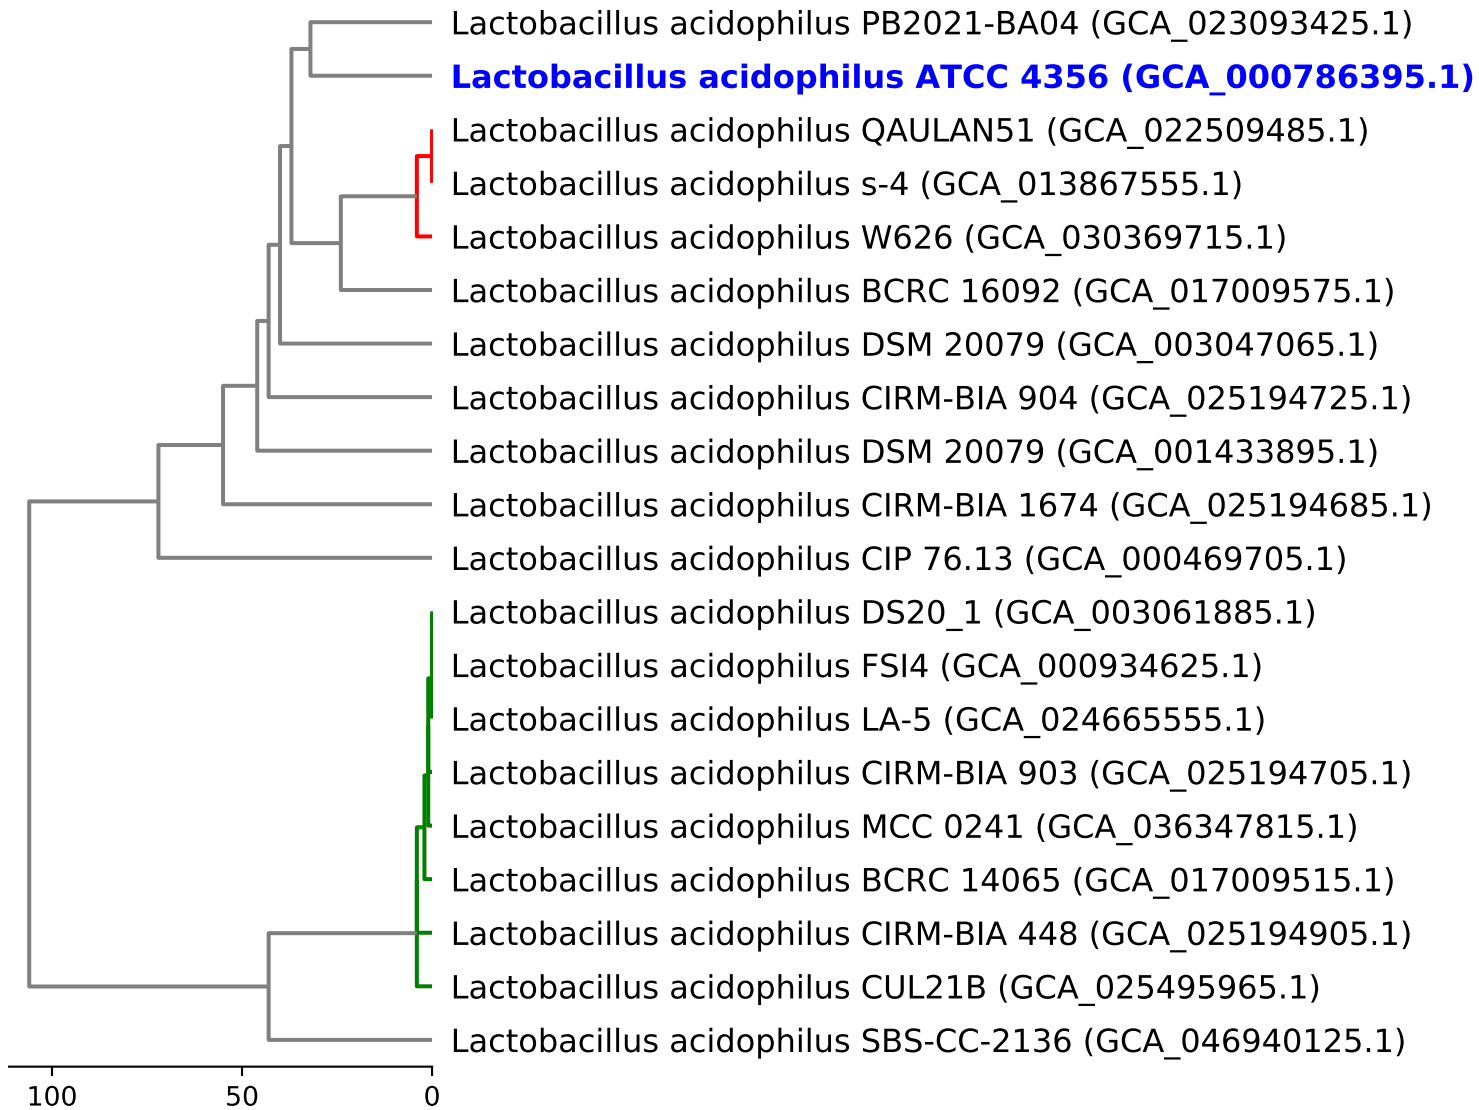 Lactobacillus acidophilus PB2021-BA04 (GCA_023093425.1)
Lactobacillus acidophilus ATCC 4356 (GCA_000786395.1)
Lactobacillus acidophilus QAULAN51 (GCA_022509485.1)
Lactobacillus acidophilus s-4 (GCA_013867555.1)
Lactobacillus acidophilus W626 (GCA_030369715.1)
Lactobacillus acidophilus BCRC 16092 (GCA_017009575.1)
Lactobacillus acidophilus DSM 20079 (GCA_003047065.1)
Lactobacillus acidophilus CIRM-BIA 904 (GCA_025194725.1)
Lactobacillus acidophilus DSM 20079 (GCA_001433895.1)
Lactobacillus acidophilus CIRM-BIA 1674 (GCA_025194685.1)
Lactobacillus acidophilus CIP 76.13 (GCA_000469705.1)
Lactobacillus acidophilus DS20_1 (GCA_003061885.1)
Lactobacillus acidophilus FSI4 (GCA_000934625.1)
Lactobacillus acidophilus LA-5 (GCA_024665555.1)
Lactobacillus acidophilus CIRM-BIA 903 (GCA_025194705.1)
Lactobacillus acidophilus MCC 0241 (GCA_036347815.1)
Lactobacillus acidophilus BCRC 14065 (GCA_017009515.1)
Lactobacillus acidophilus CIRM-BIA 448 (GCA_025194905.1)
Lactobacillus acidophilus CUL21B (GCA_025495965.1)
Lactobacillus acidophilus SBS-CC-2136 (GCA_046940125.1)
100 50 0